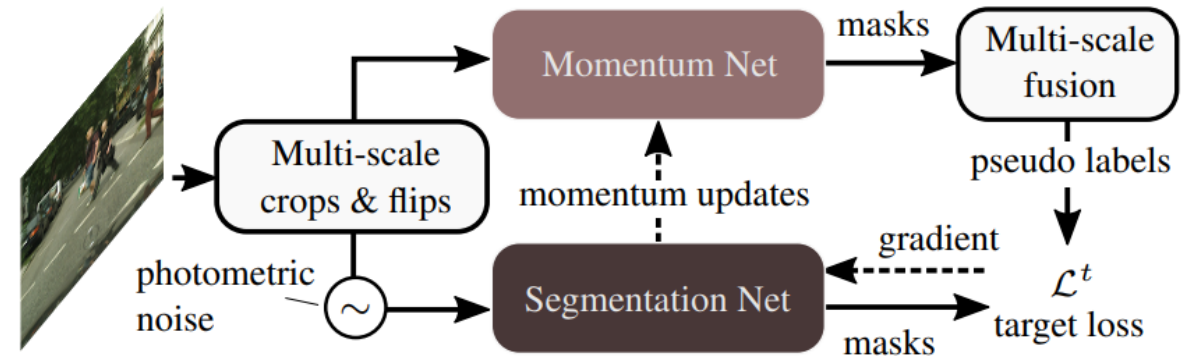 masks
Momentum Net
Multi-scale
fusion
Multi-scale
crops & flips
pseudo labels
momentum updates
gradient
photometric
noise
~
Segmentation Net
ℒᵗ
target loss
masks